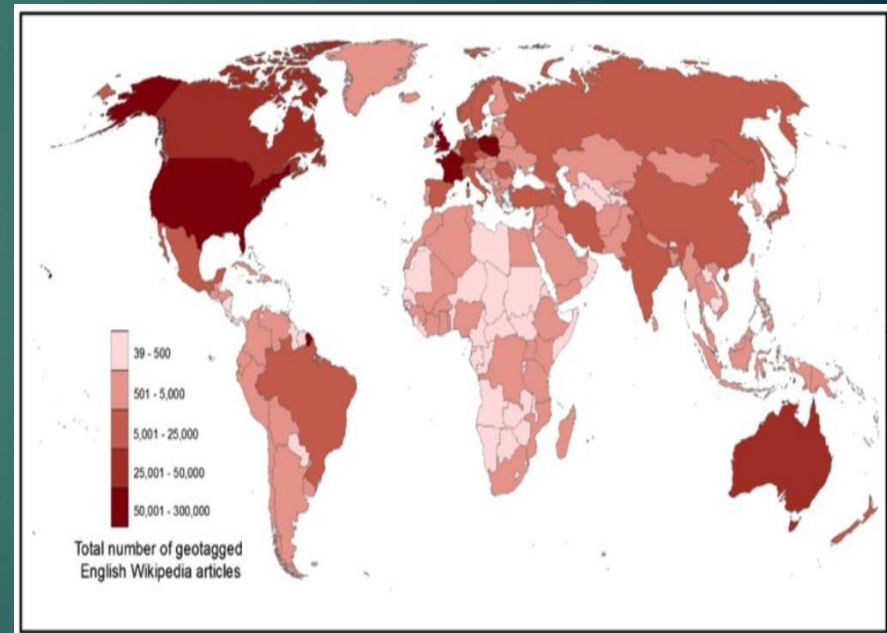 39 - 500
501 - 5,000
5,001 - 25,000
25,001 - 50,000
50,001 - 300,000
Total number of geotagged
English Wikipedia articles